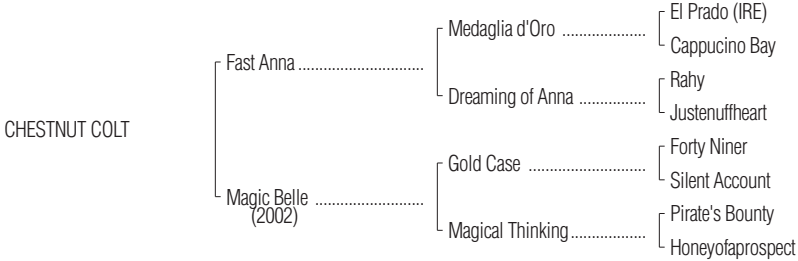 El Prado (IRE)
Medaglia d'Oro ....................
Cappucino Bay
Fast Anna .............................
Rahy
Dreaming of Anna ................
Justenuffheart
CHESTNUT COLT
Forty Niner
Gold Case ............................
Silent Account
Magic Belle .........................
(2002)
Pirate's Bounty
Magical Thinking..................
Honeyofaprospect